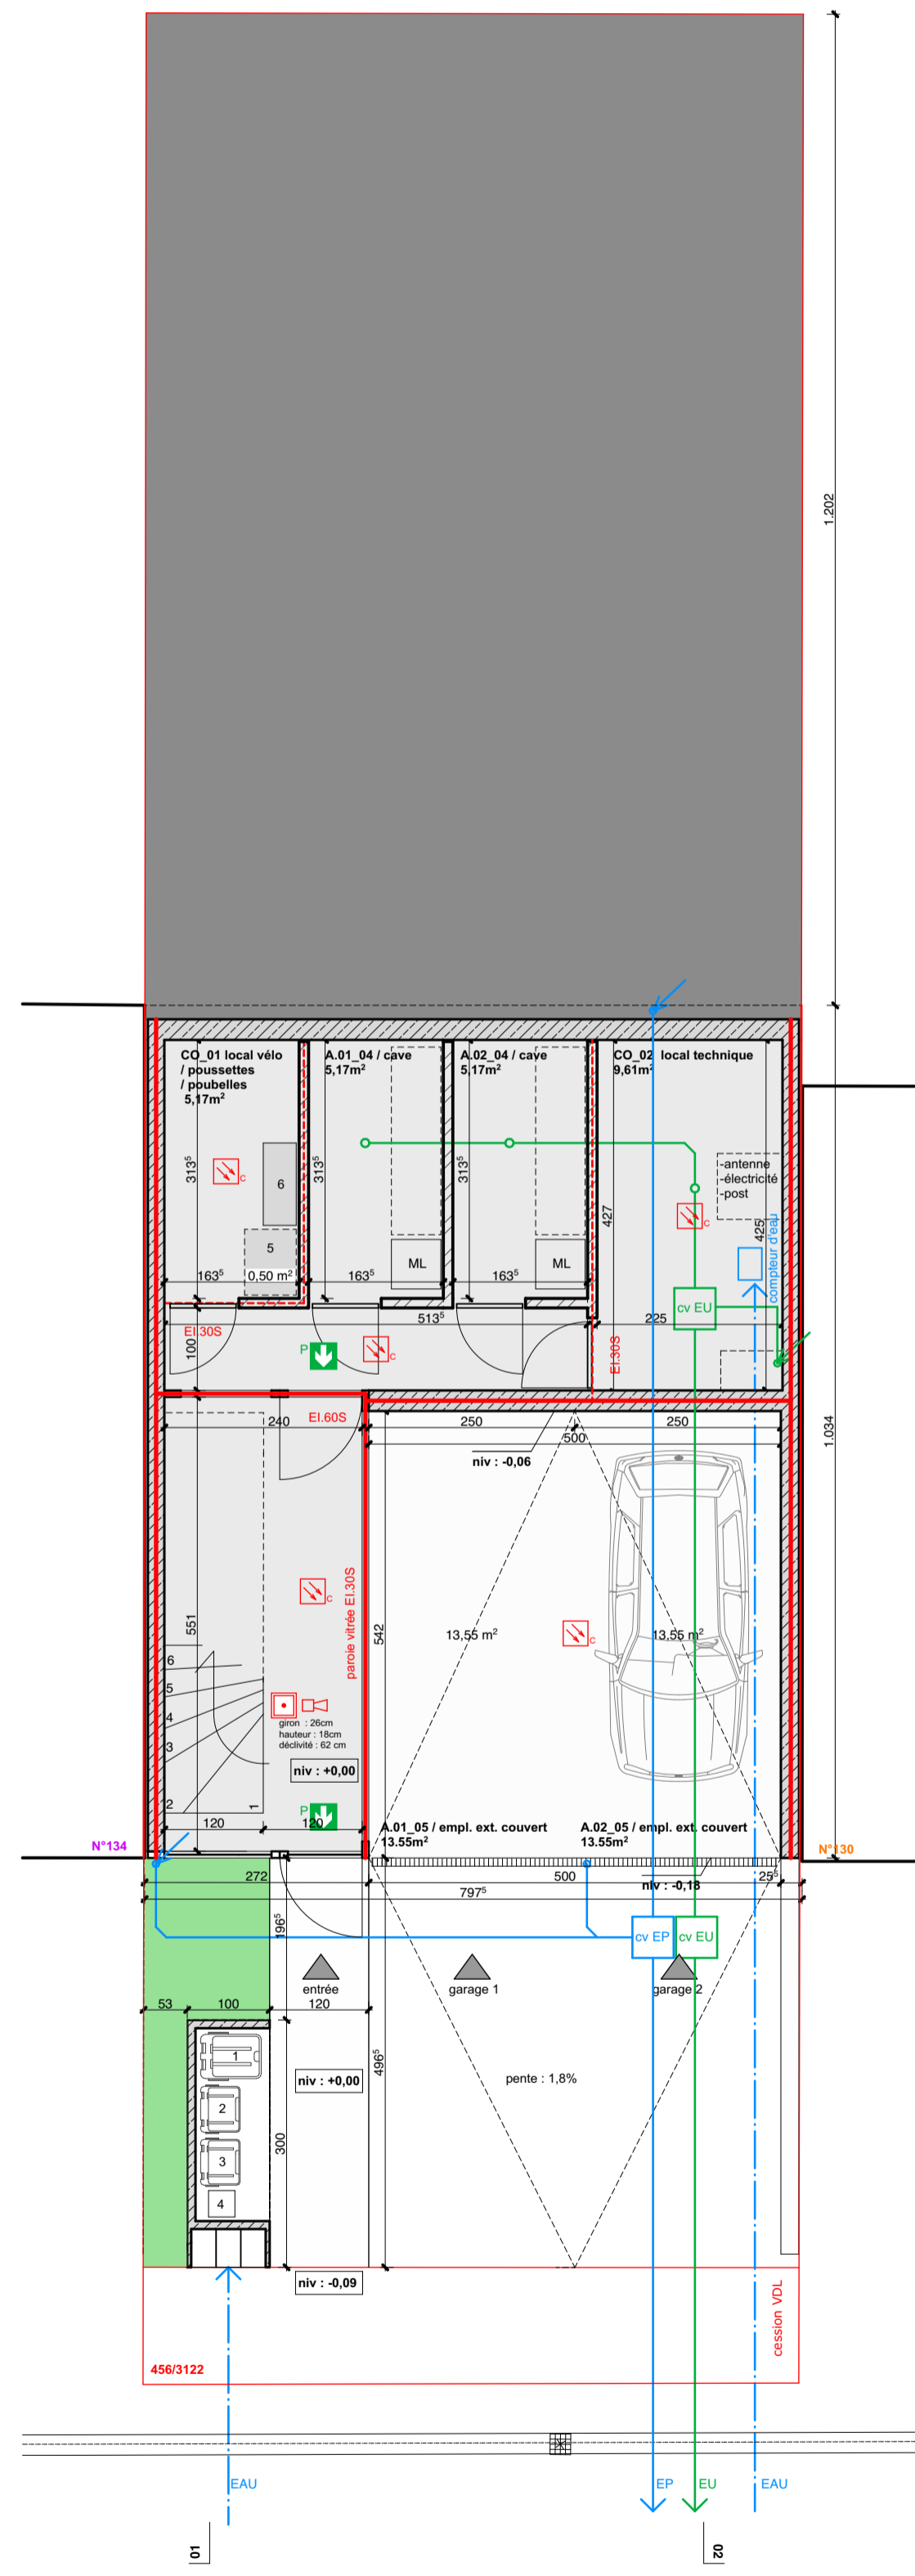 1.202
CO_01 local vélo
/ poussettes
/ poubelles
5,17m²
A.01_04 / cave
5,17m²
A.02_04 / cave
5.17m²
CO_02 local technique
9,61m²
-antenne
-électricité
-post
compteur d'eau
425
427
313⁵
313⁵
313⁵
C
C
6
5
0,50 m²
ML
ML
163⁵
163⁵
163⁵
cv EU
513⁵
225
EI.30S
EI.30S
100
P
C
EI.60S
240
250
250
500
niv : -0,06
1.034
551
542
paroie vitrée EI.30S
C
C
13,55 m²
13,55 m²
6
5
4
3
2
1
giron : 26cm
hauteur : 18cm
déclivité : 62 cm
niv : +0,00
P
120
120
A.01_05 / empl. ext. couvert
13.55m²
A.02_05 / empl. ext. couvert
13.55m²
N°134
N°130
272
500
25⁵
niv : -0,18
797⁵
196⁵
cv EP
cv EU
entrée
garage 1
garage 2
53
100
120
1
2
3
4
niv : +0,00
496⁵
300
pente : 1,8%
niv : -0,09
cession VDL
456/3122
EAU
EP
EU
EAU
01
02